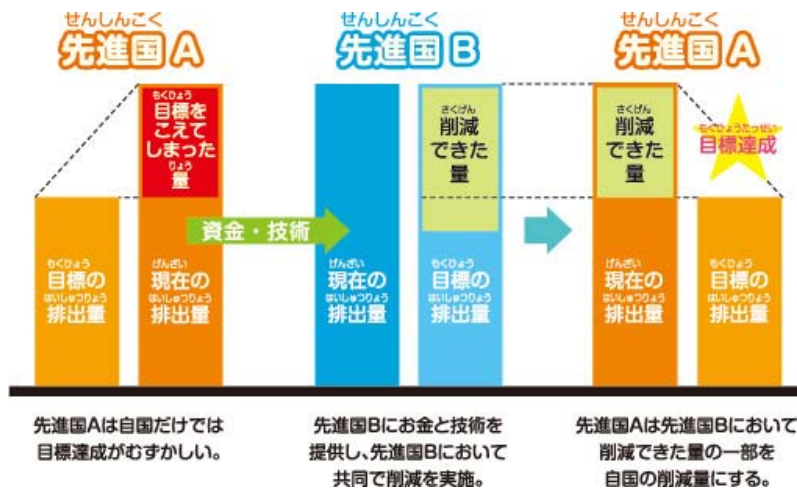 せんしんこく
先進国A
もくひょう
目標を
こえて
しまった
りょう
量
もくひょう
目標の
はいしゅつりょう
排出量
げんざい
現在の
はいしゅつりょう
排出量
資金・技術
先進国Aは自国だけでは
目標達成がむずかしい。
せんしんこく
先進国B
げんざい
現在の
はいしゅつりょう
排出量
さくげん
削減
できた
量
もくひょう
目標の
はいしゅつりょう
排出量
先進国Bにお金と技術を
提供し、先進国Bにおいて
共同で削減を実施。
せんしんこく
先進国A
さくげん
削減
できた
量
げんざい
現在の
はいしゅつりょう
排出量
もくひょうたっせい
目標達成
もくひょう
目標の
はいしゅつりょう
排出量
先進国Aは先進国Bにおいて
削減できた量の一部を
自国の削減量にする。